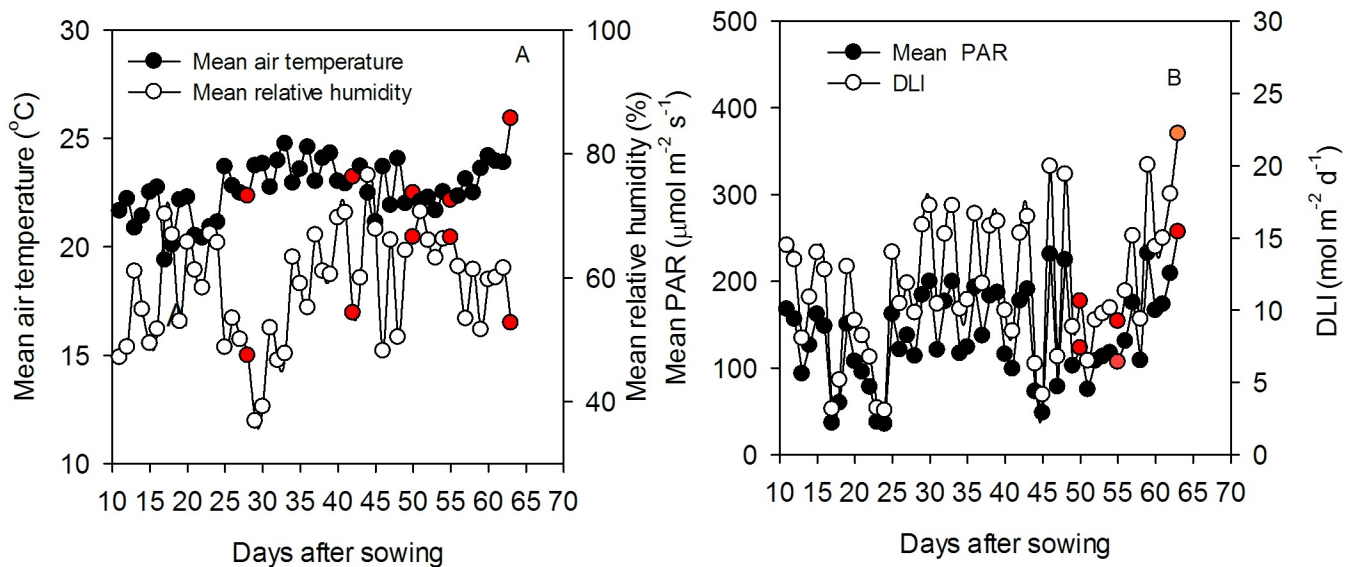 A
Mean air temperature
Mean relative humidity
30
25
20
15
10
Mean air temperature (°C)
100
80
60
40
Mean relative humidity (%)
10 15 20 25 30 35 40 45 50 55 60 65 70
Days after sowing
B
Mean PAR
DLI
500
400
300
200
100
0
Mean PAR (μmol m⁻² s⁻¹)
30
25
20
15
10
5
0
DLI (mol m⁻² d⁻¹)
10 15 20 25 30 35 40 45 50 55 60 65 70
Days after sowing